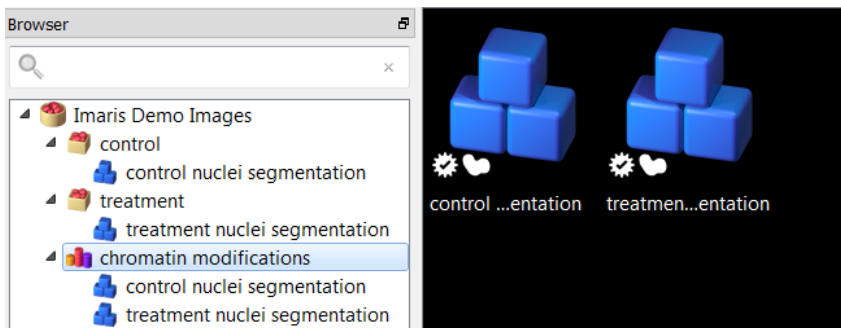 Browser
Imaris Demo Images
control
control nuclei segmentation
treatment
treatment nuclei segmentation
chromatin modifications
control nuclei segmentation
treatment nuclei segmentation
control ...entation
treatmen...entation